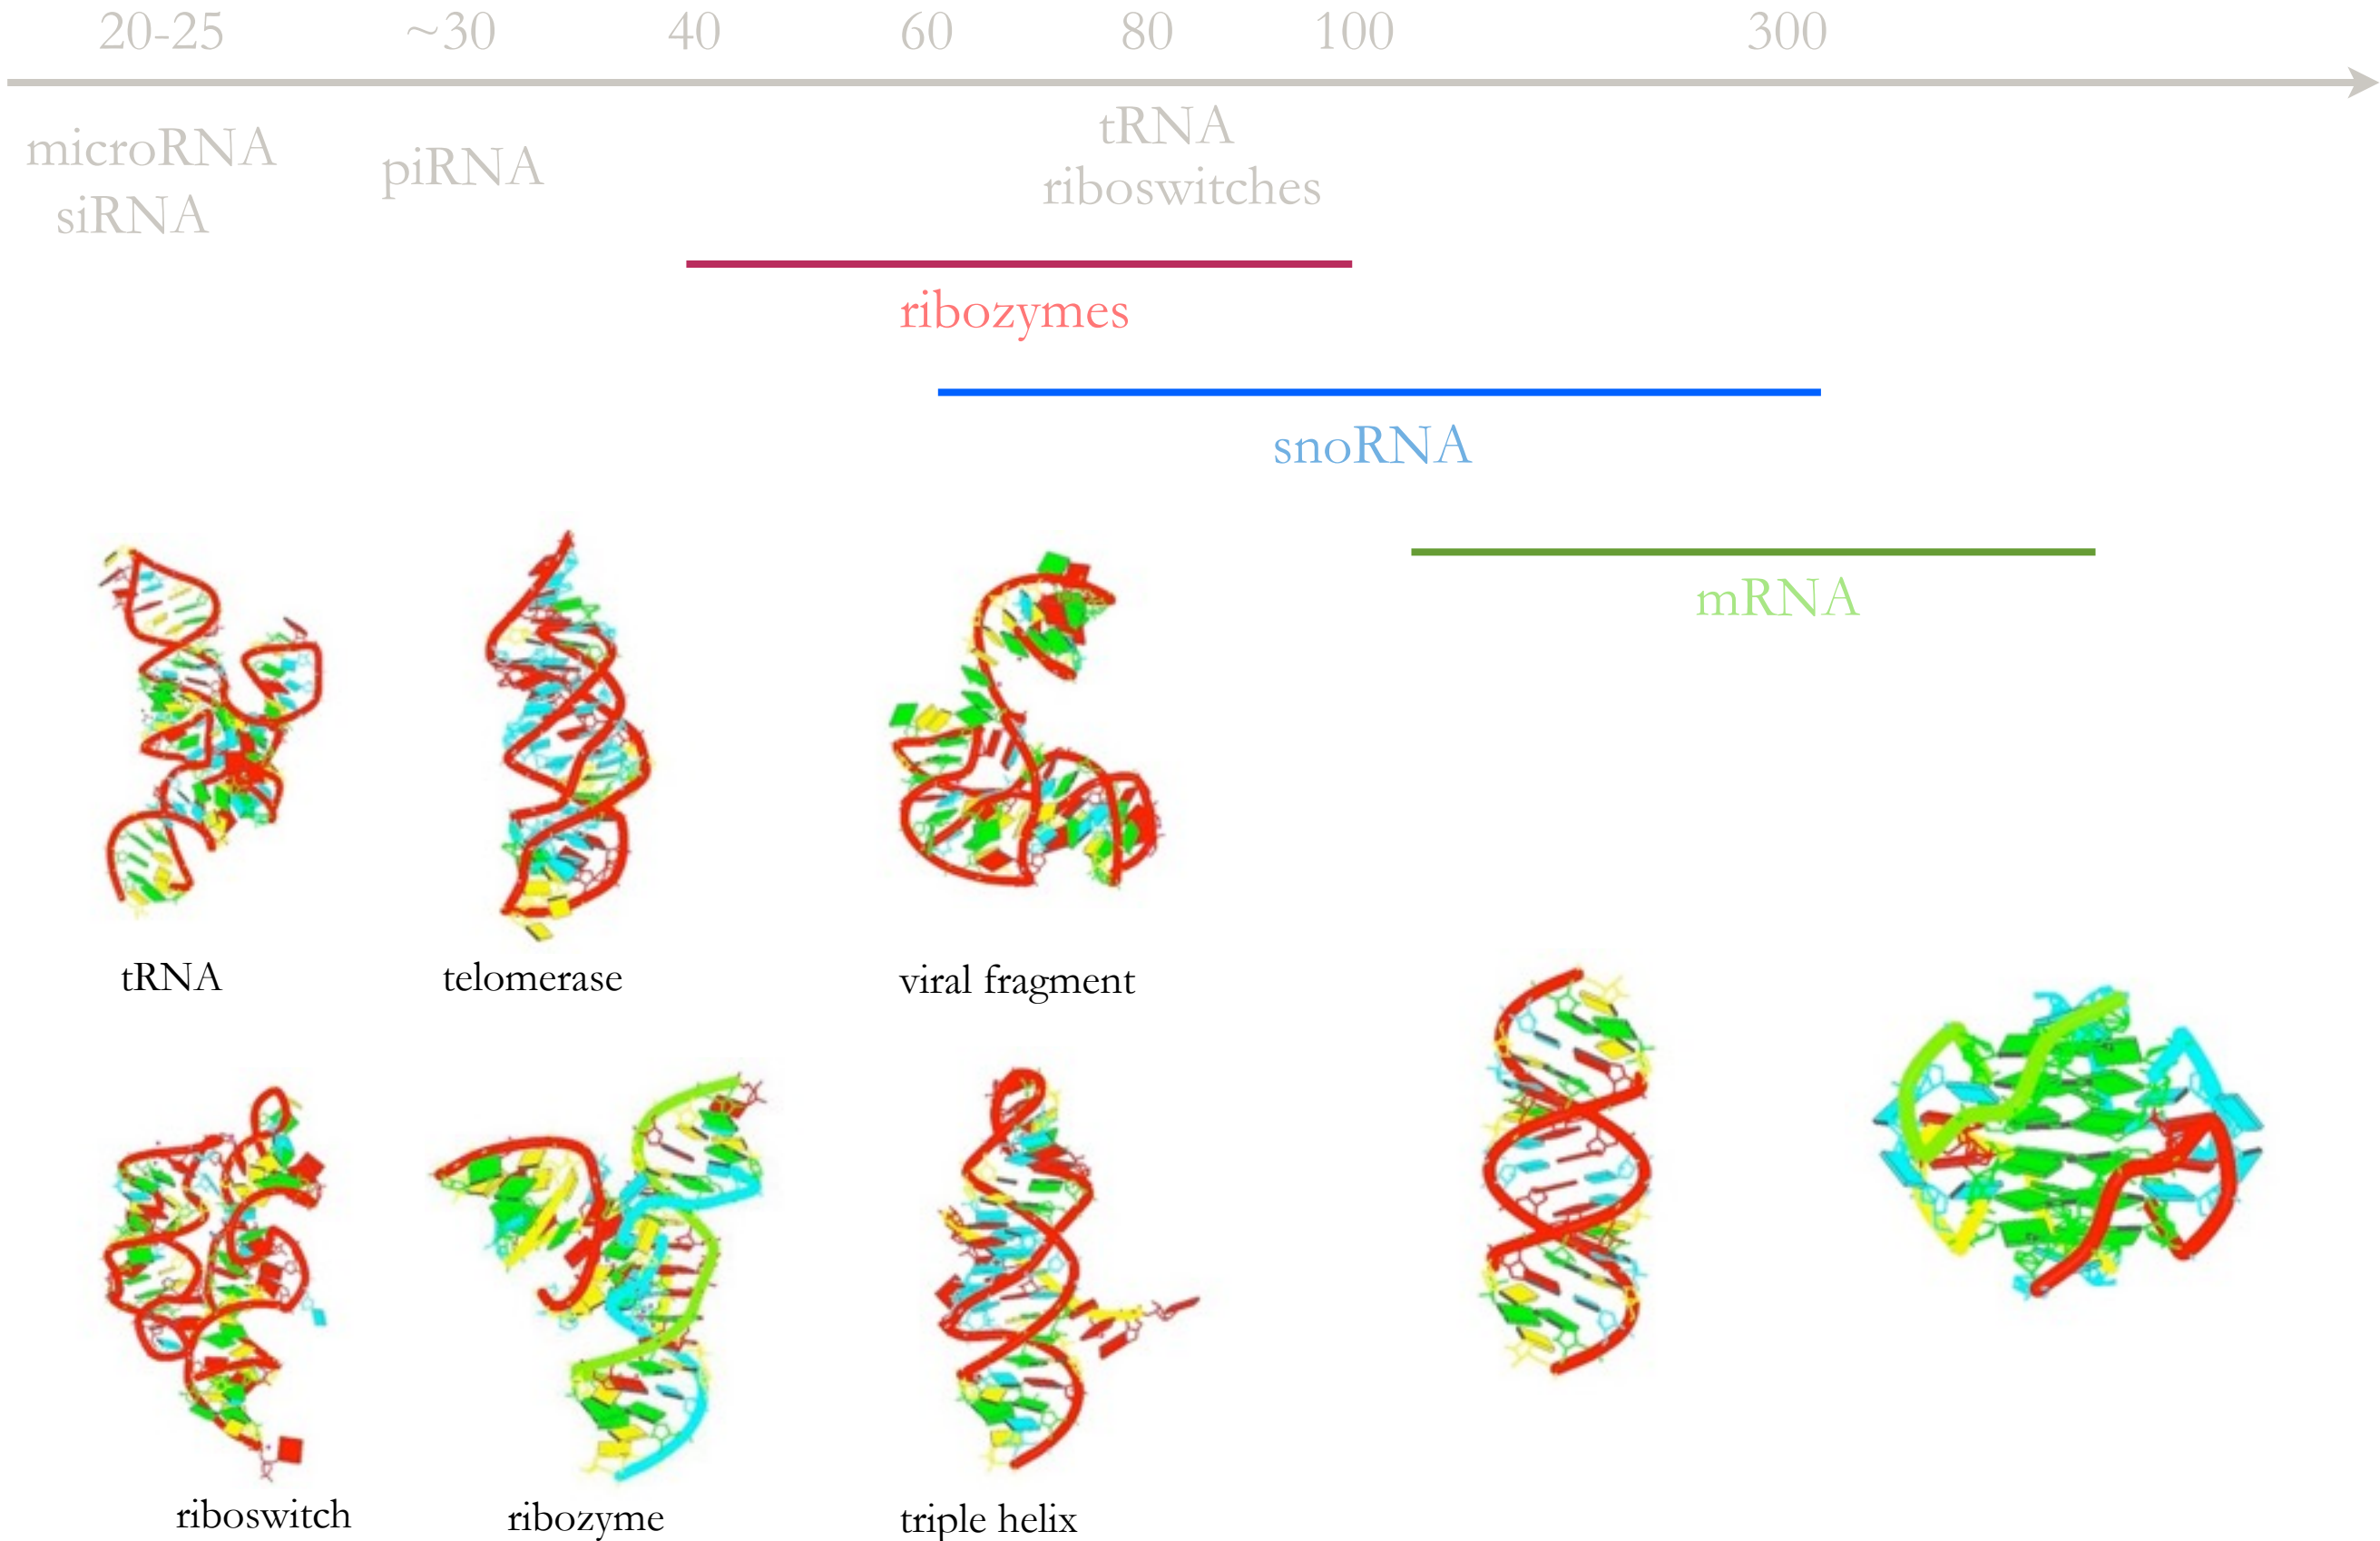 20-25 ~30 40 60 80 100 300
microRNA
siRNA
piRNA
tRNA
riboswitches
ribozymes
snoRNA
mRNA
tRNA telomerase viral fragment
riboswitch ribozyme triple helix